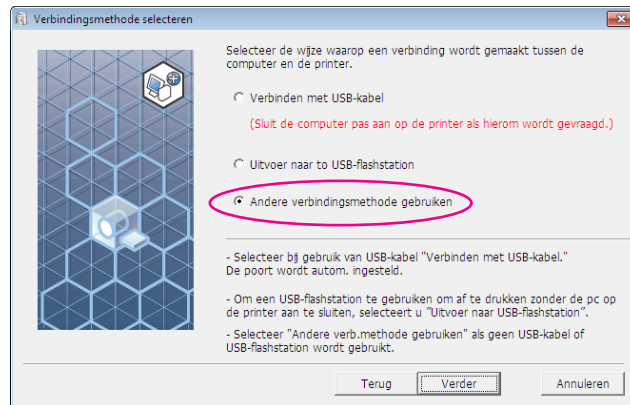 Verbindingsmethode selecteren
Selecteer de wijze waarop een verbinding wordt gemaakt tussen de
computer en de printer.
Verbinden met USB-kabel
(Sluit de computer pas aan op de printer als hierom wordt gevraagd.)
Uitvoer naar to USB-flashstation
Andere verbindingsmethode gebruiken
- Selecteer bij gebruik van USB-kabel "Verbinden met USB-kabel."
De poort wordt autom. ingesteld.
- Om een USB-flashstation te gebruiken om af te drukken zonder de pc op
de printer aan te sluiten, selecteert u "Uitvoer naar USB-flashstation".
- Selecteer "Andere verb.methode gebruiken" als geen USB-kabel of
USB-flashstation wordt gebruikt.
Terug Verder Annuleren